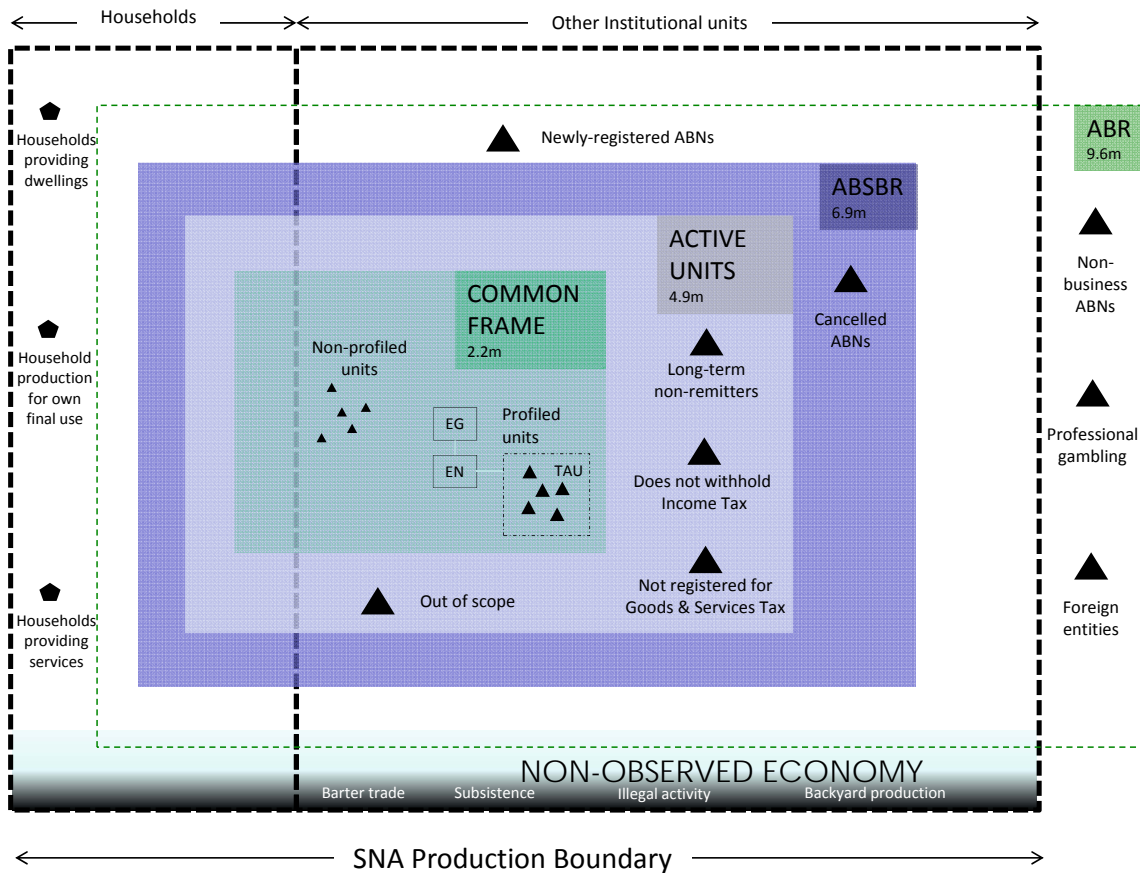 Households
Other Institutional units
Households
providing
dwellings
Newly-registered ABNs
ABR
9.6m
ABSBR
6.9m
ACTIVE
UNITS
4.9m
COMMON
FRAME
2.2m
Non-
business
ABNs
Cancelled
ABNs
Household
production
for own
final use
Non-profiled
units
Long-term
non-remitters
EG
Profiled
units
EN
TAU
Professional
gambling
Does not withhold
Income Tax
Not registered for
Goods & Services Tax
Out of scope
Households
providing
services
Foreign
entities
NON-OBSERVED ECONOMY
Barter trade
Subsistence
Illegal activity
Backyard production
SNA Production Boundary